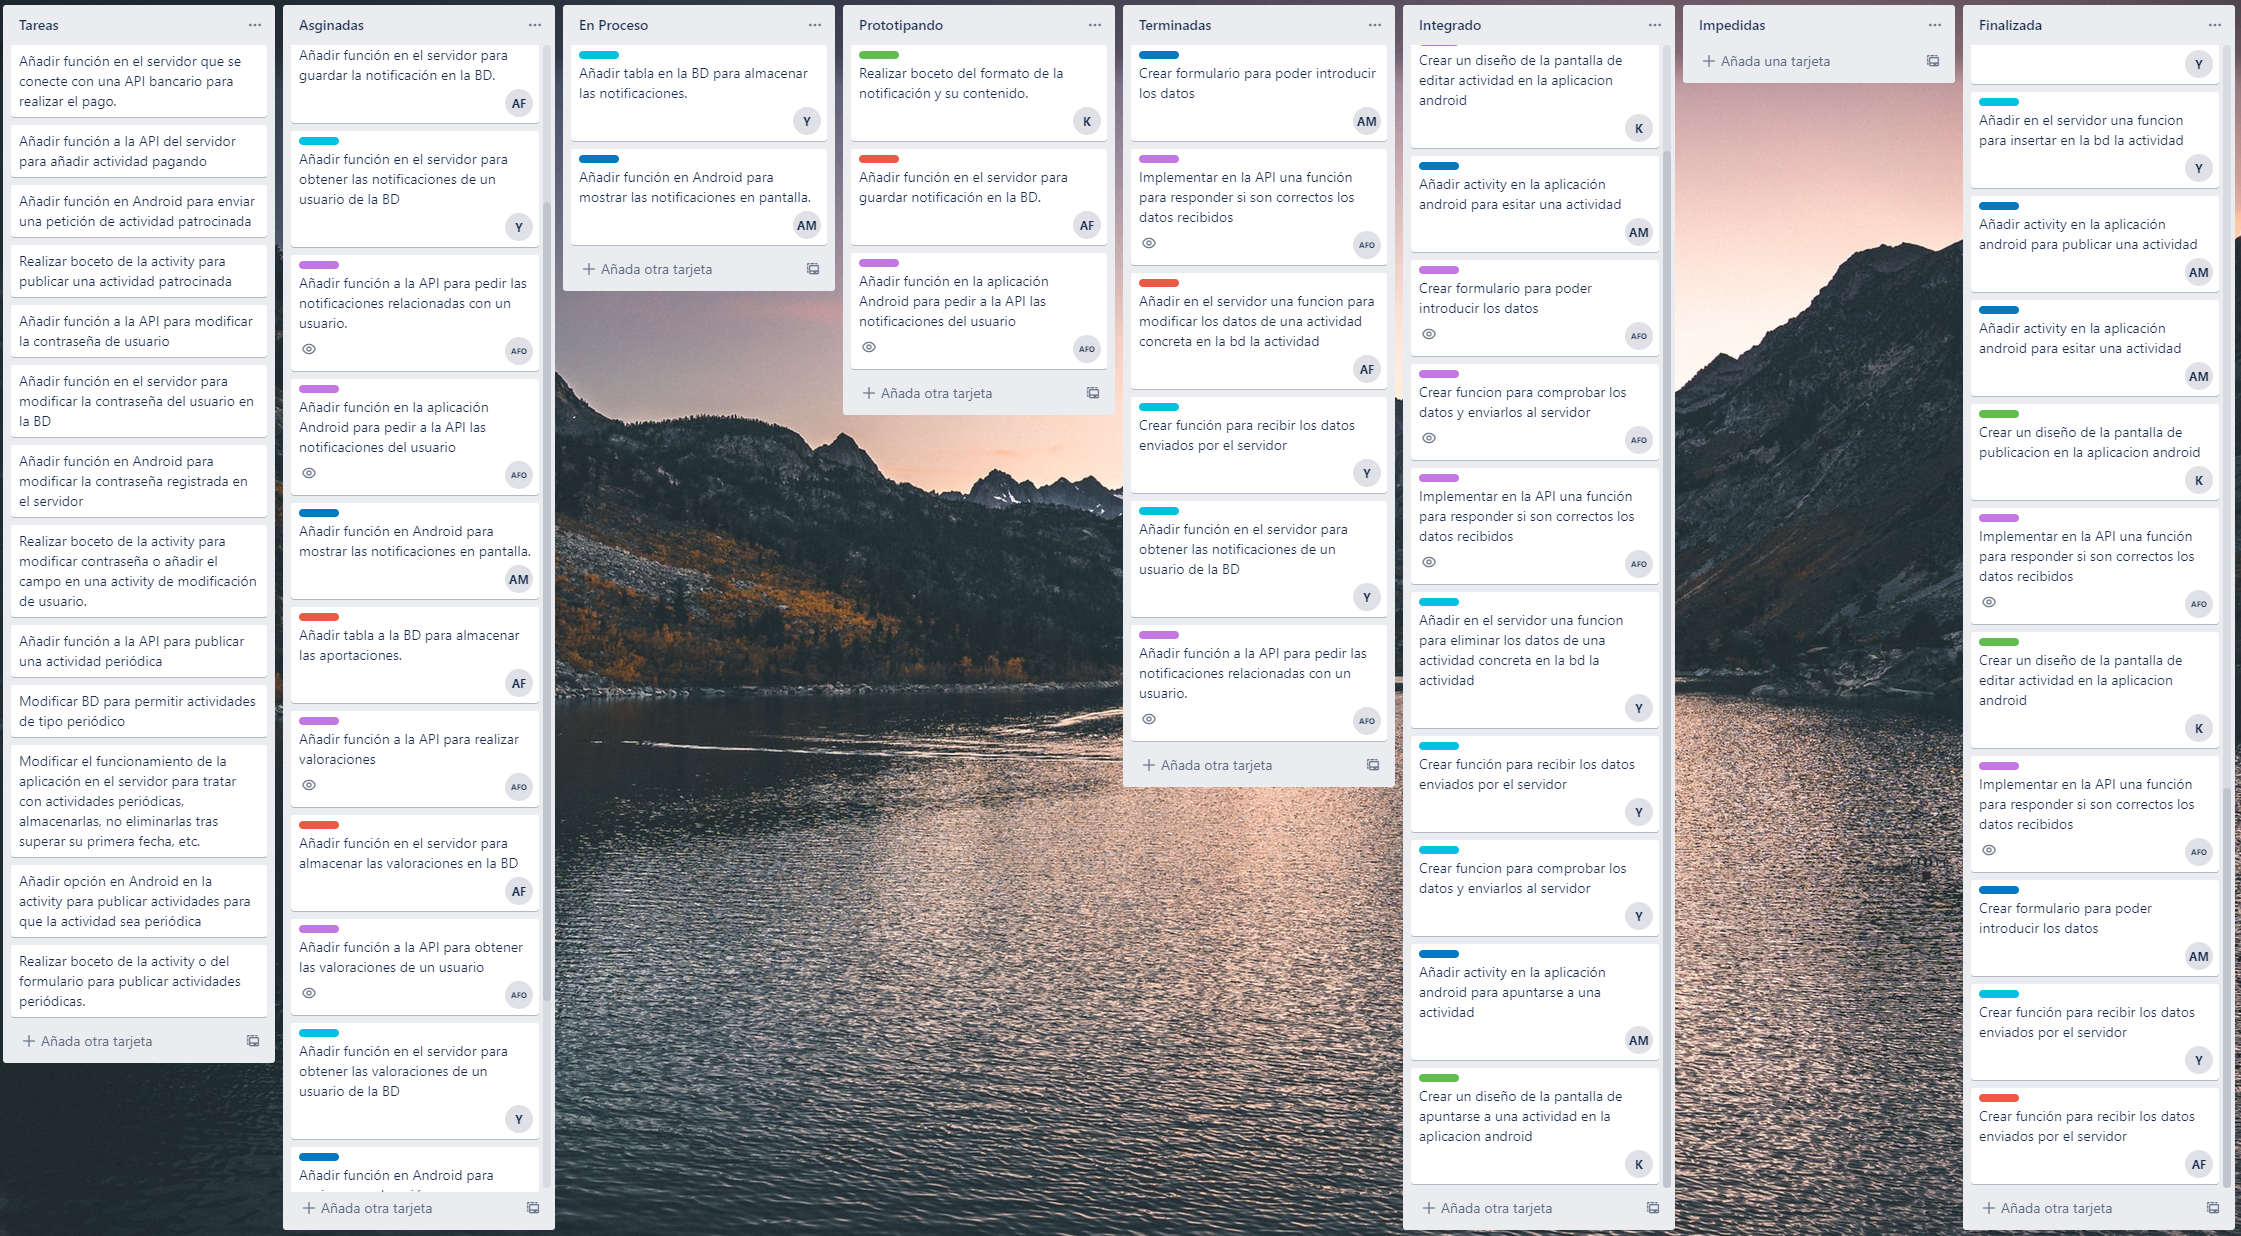 Tareas
Añadir función en el servidor que se
conecte con una API bancario para
realizar el pago.
Añadir función a la API del servidor
para añadir actividad pagando
Añadir función en Android para enviar
una petición de actividad patrocinada
Realizar boceto de la activity para
publicar una actividad patrocinada
Añadir función a la API para modificar
la contraseña de usuario
Añadir función en el servidor para
modificar la contraseña del usuario en
la BD
Añadir función en Android para
modificar la contraseña registrada en
el servidor
Realizar boceto de la activity para
modificar contraseña o añadir el
campo en una activity de modificación
de usuario.
Añadir función a la API para publicar
una actividad periódica
Modificar BD para permitir actividades
de tipo periódico
Modificar el funcionamiento de la
aplicación en el servidor para tratar
con actividades periódicas,
almacenarlas, no eliminarlas tras
superar su primera fecha, etc.
Añadir opción en Android en la
activity para publicar actividades para
que la actividad sea periódica
Realizar boceto de la activity o del
formulario para publicar actividades
periódicas.
+ Añada otra tarjeta
Asginadas
Añadir función en el servidor para
guardar la notificación en la BD.
AF
Añadir función en el servidor para
obtener las notificaciones de un
usuario de la BD
Y
Añadir función a la API para pedir las
notificaciones relacionadas con un
usuario.
AFO
Añadir función en la aplicación
Android para pedir a la API las
notificaciones del usuario
AFO
Añadir función en Android para
mostrar las notificaciones en pantalla.
AM
Añadir tabla a la BD para almacenar
las aportaciones.
AF
Añadir función a la API para realizar
valoraciones
AFO
Añadir función en el servidor para
almacenar las valoraciones en la BD
AF
Añadir función a la API para obtener
las valoraciones de un usuario
AFO
Añadir función en el servidor para
obtener las valoraciones de un
usuario de la BD
Y
Añadir función en Android para
+ Añada otra tarjeta
En Proceso
Añadir tabla en la BD para almacenar
las notificaciones.
Y
Añadir función en Android para
mostrar las notificaciones en pantalla.
AM
+ Añada otra tarjeta
Prototipando
Realizar boceto del formato de la
notificación y su contenido.
K
Añadir función en el servidor para
guardar notificación en la BD.
AF
Añadir función en la aplicación
Android para pedir a la API las
notificaciones del usuario
AFO
+ Añada otra tarjeta
Terminadas
Crear formulario para poder introducir
los datos
AM
Implementar en la API una función
para responder si son correctos los
datos recibidos
AFO
Añadir en el servidor una funcion para
modificar los datos de una actividad
concreta en la bd la actividad
AF
Crear función para recibir los datos
enviados por el servidor
Y
Añadir función en el servidor para
obtener las notificaciones de un
usuario de la BD
Y
Añadir función a la API para pedir las
notificaciones relacionadas con un
usuario.
AFO
+ Añada otra tarjeta
Integrado
Crear un diseño de la pantalla de
editar actividad en la aplicacion
android
K
Añadir activity en la aplicación
android para esitar una actividad
AM
Crear formulario para poder
introducir los datos
AFO
Crear funcion para comprobar los
datos y enviarlos al servidor
AFO
Implementar en la API una función
para responder si son correctos los
datos recibidos
AFO
Añadir en el servidor una funcion
para eliminar los datos de una
actividad concreta en la bd la
actividad
Y
Crear función para recibir los datos
enviados por el servidor
Y
Crear funcion para comprobar los
datos y enviarlos al servidor
Y
Añadir activity en la aplicación
android para apuntarse a una
actividad
AM
Crear un diseño de la pantalla de
apuntarse a una actividad en la
aplicacion android
K
+ Añada otra tarjeta
Impedidas
+ Añada una tarjeta
Finalizada
Y
Añadir en el servidor una funcion
para insertar en la bd la actividad
Y
Añadir activity en la aplicación
android para publicar una actividad
AM
Añadir activity en la aplicación
android para esitar una actividad
AM
Crear un diseño de la pantalla de
publicacion en la aplicacion android
K
Implementar en la API una función
para responder si son correctos los
datos recibidos
AFO
Crear un diseño de la pantalla de
editar actividad en la aplicacion
android
K
Implementar en la API una función
para responder si son correctos los
datos recibidos
AFO
Crear formulario para poder
introducir los datos
AM
Crear función para recibir los datos
enviados por el servidor
Y
Crear función para recibir los datos
enviados por el servidor
AF
+ Añada otra tarjeta